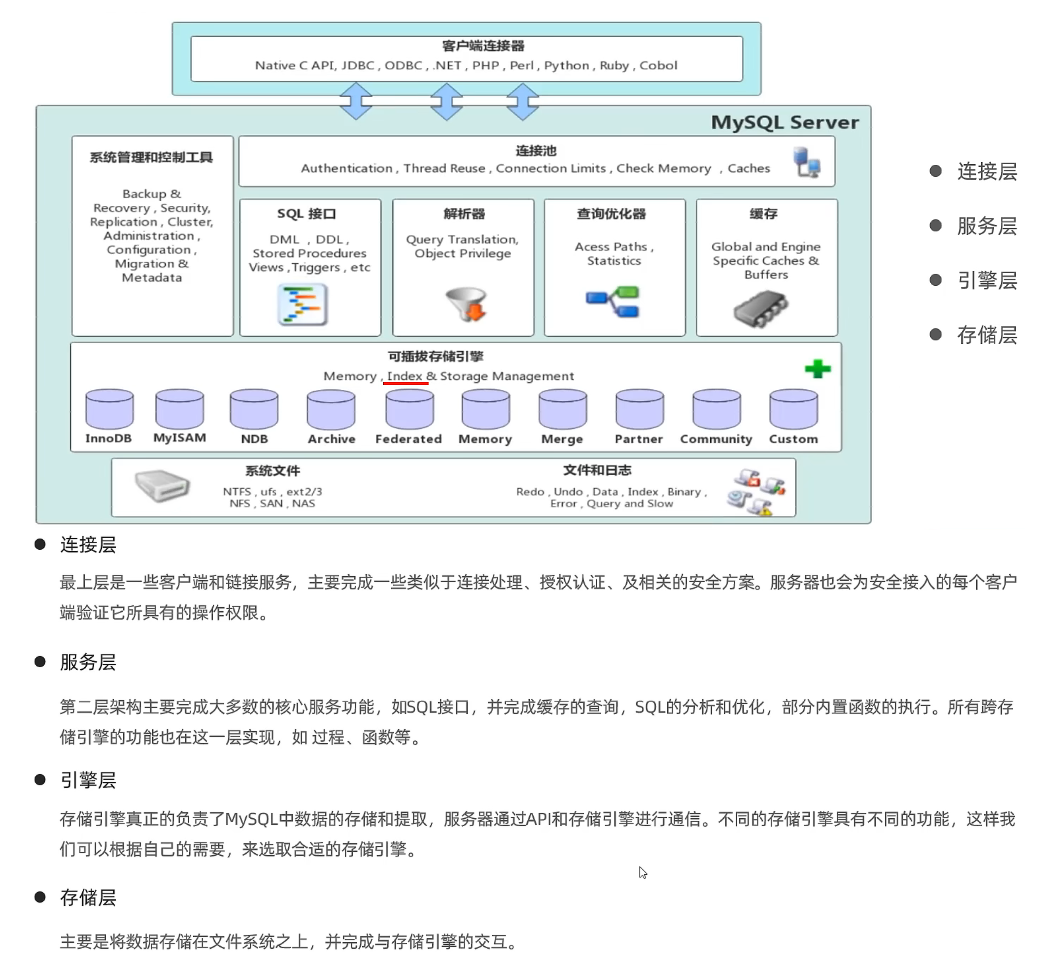 客户端连接器
Native C API, JDBC , ODBC , .NET , PHP , Perl , Python , Ruby , Cobol
MySQL Server
系统管理和控制工具
Backup &
Recovery , Security,
Replication , Cluster,
Administration ,
Configuration ,
Migration &
Metadata
连接池
Authentication , Thread Reuse , Connection Limits , Check Memory , Caches
SQL 接口
DML , DDL ,
Stored Procedures
Views ,Triggers , etc
解析器
Query Translation,
Object Privilege
查询优化器
Acess Paths ,
Statistics
缓存
Global and Engine
Specific Caches &
Buffers
可插拔存储引擎
Memory , Index & Storage Management
InnoDB MyISAM NDB Archive Federated Memory Merge Partner Community Custom
系统文件
NTFS , ufs , ext2/3
NFS , SAN , NAS
文件和日志
Redo , Undo , Data , Index , Binary ,
Error , Query and Slow
连接层
服务层
引擎层
存储层
连接层
最上层是一些客户端和链接服务，主要完成一些类似于连接处理、授权认证、及相关的安全方案。服务器也会为安全接入的每个客户
端验证它所具有的操作权限。
服务层
第二层架构主要完成大多数的核心服务功能，如SQL接口，并完成缓存的查询，SQL的分析和优化，部分内置函数的执行。所有跨存
储引擎的功能也在这一层实现，如 过程、函数等。
引擎层
存储引擎真正的负责了MySQL中数据的存储和提取，服务器通过API和存储引擎进行通信。不同的存储引擎具有不同的功能，这样我
们可以根据自己的需要，来选取合适的存储引擎。
存储层
主要是将数据存储在文件系统之上，并完成与存储引擎的交互。